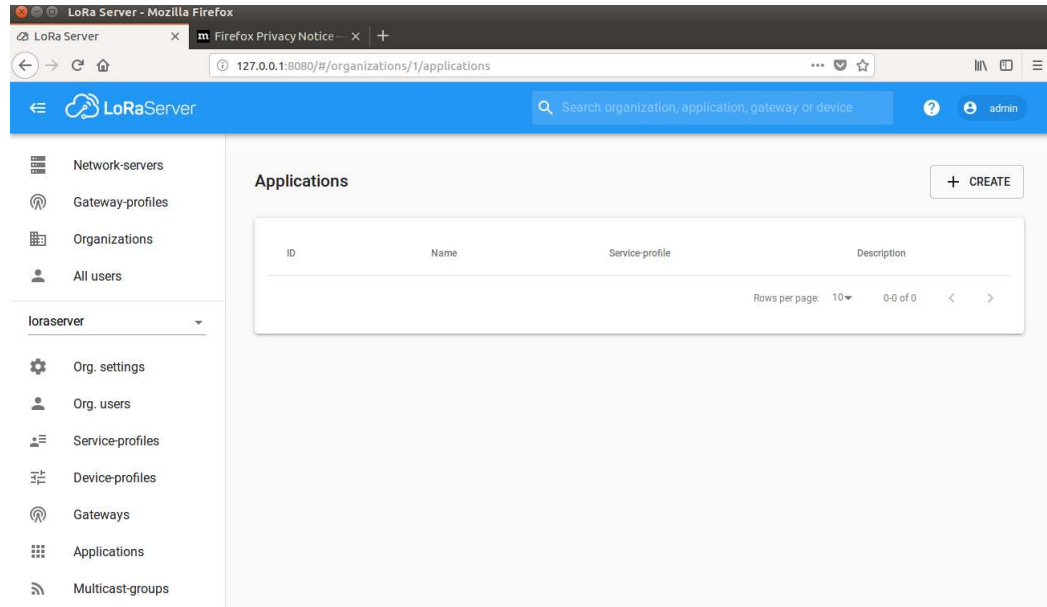 LoRa Server - Mozilla Firefox
LoRa Server
m Firefox Privacy Notice –
127.0.0.1:8080/#/organizations/1/applications
LoRaServer
Search organization, application, gateway or device
? admin
Network-servers
Gateway-profiles
Organizations
All users
loraserver
Org. settings
Org. users
Service-profiles
Device-profiles
Gateways
Applications
Multicast-groups
Applications
+ CREATE
ID Name Service-profile Description
Rows per page: 10 0-0 of 0